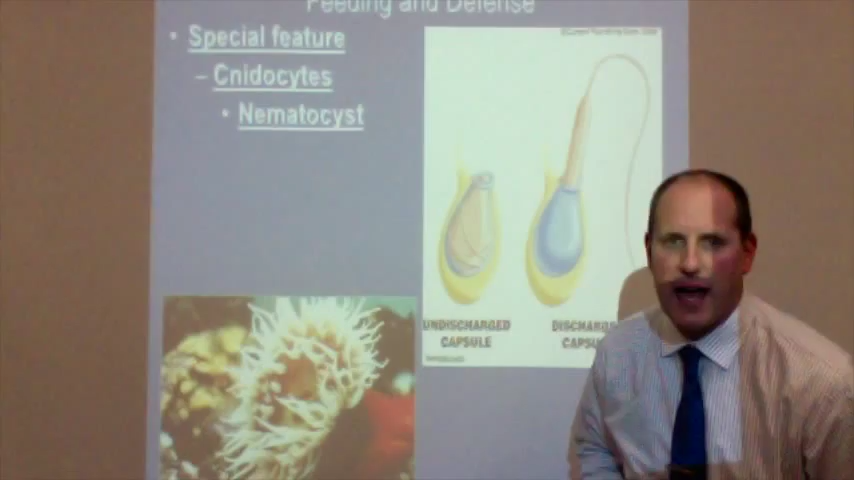 Feeding and Defense
• Special feature
– Cnidocytes
• Nematocyst
UNDISCHARGED
CAPSULE